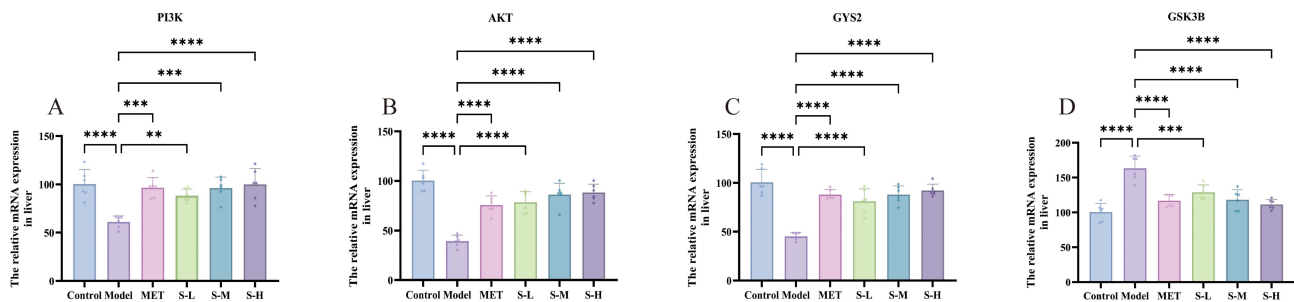 PI3K
****
***
***
**** **
A
The relative mRNA expression
in liver
150
100
50
0
Control Model MET S-L S-M S-H
AKT
****
****
****
**** ****
B
The relative mRNA expression
in liver
150
100
50
0
Control Model MET S-L S-M S-H
GYS2
****
****
****
**** ****
C
The relative mRNA expression
in liver
150
100
50
0
Control Model MET S-L S-M S-H
GSK3B
****
****
****
**** ***
D
The relative mRNA expression
in liver
200
150
100
50
0
Control Model MET S-L S-M S-H